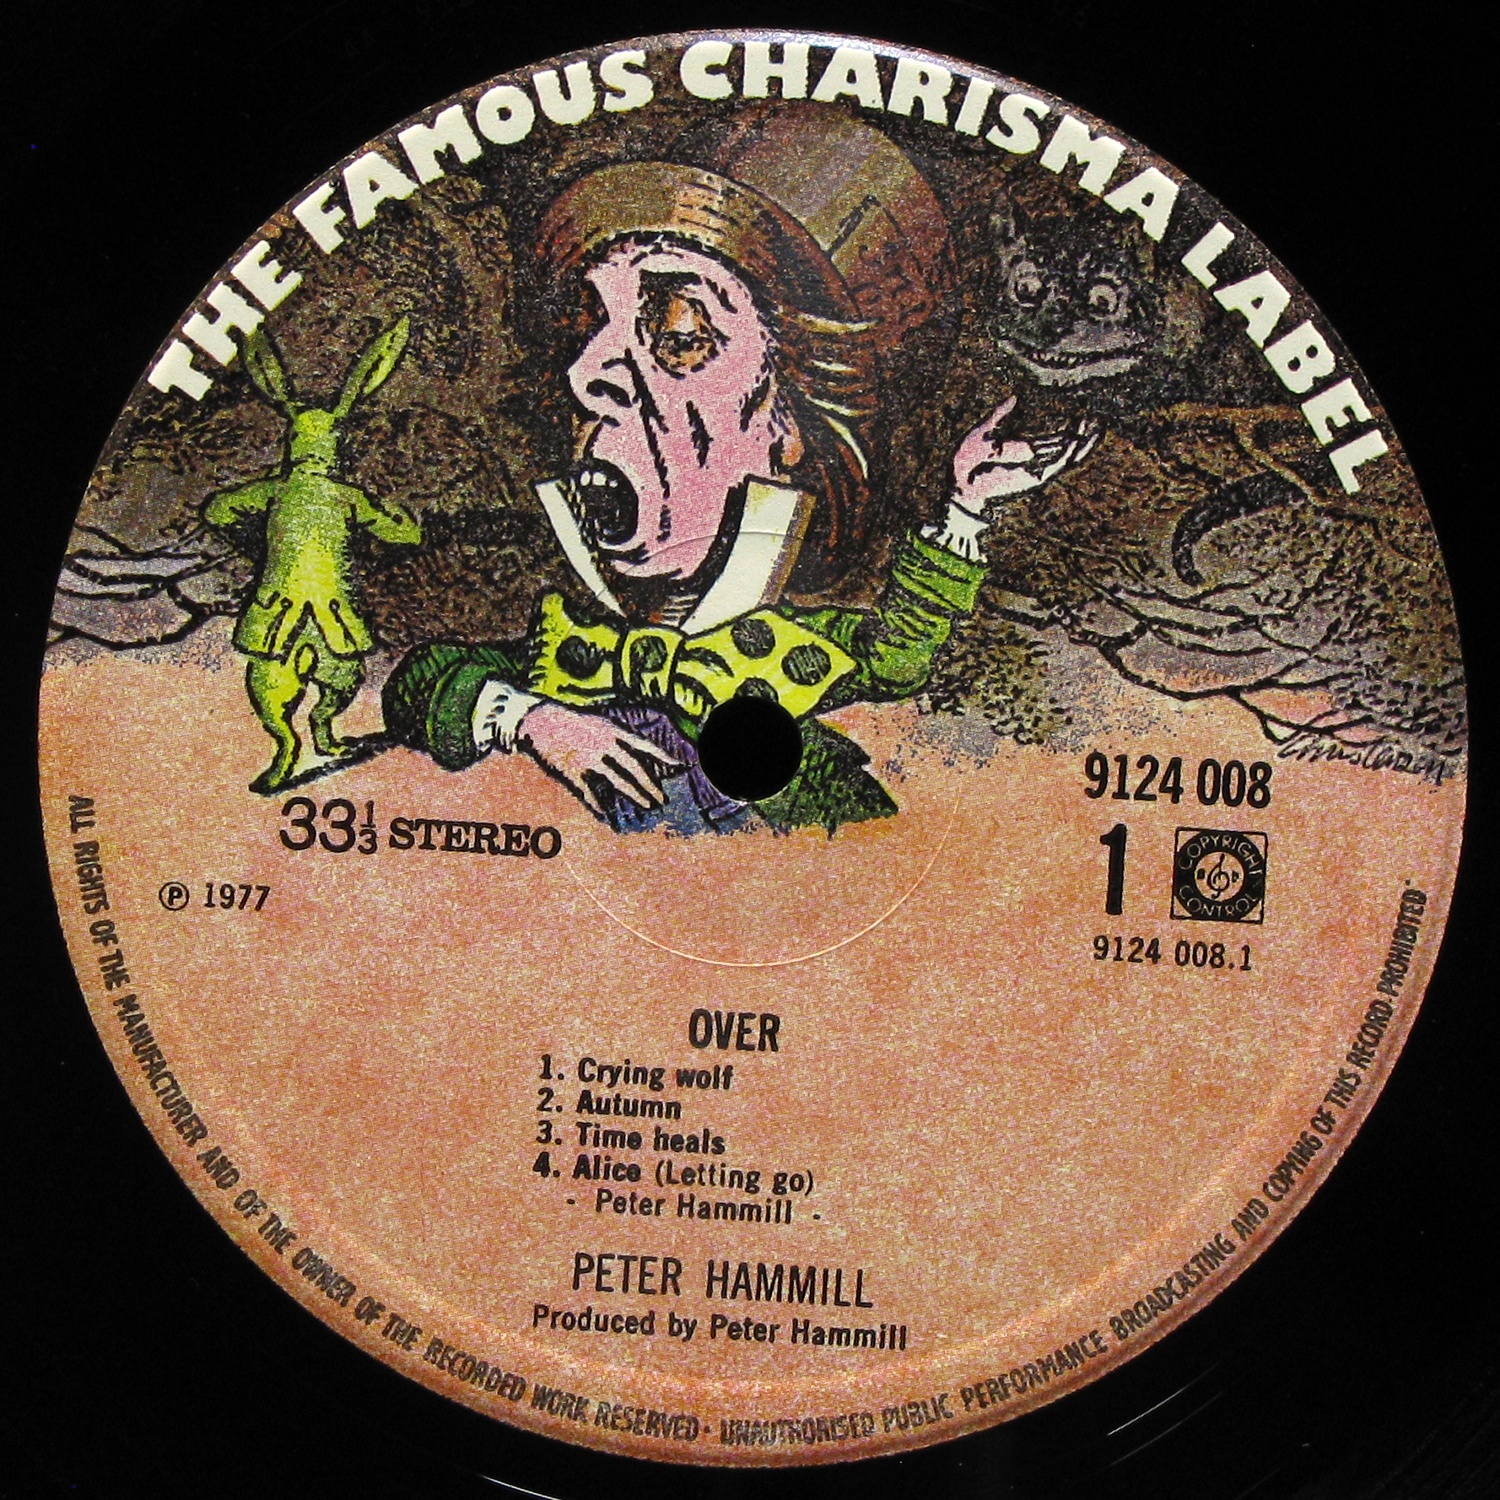 THE FAMOUS CHARISMA LABEL
9124 008
33⅓ STEREO
1
COPYRIGHT CONTROL
℗ 1977
9124 008.1
OVER
1. Crying wolf
2. Autumn
3. Time heals
4. Alice (Letting go)
- Peter Hammill -
PETER HAMMILL
Produced by Peter Hammill
ALL RIGHTS OF THE MANUFACTURER AND OF THE OWNER OF THE RECORDED WORK RESERVED · UNAUTHORISED PUBLIC PERFORMANCE BROADCASTING AND COPYING OF THIS RECORD PROHIBITED ·